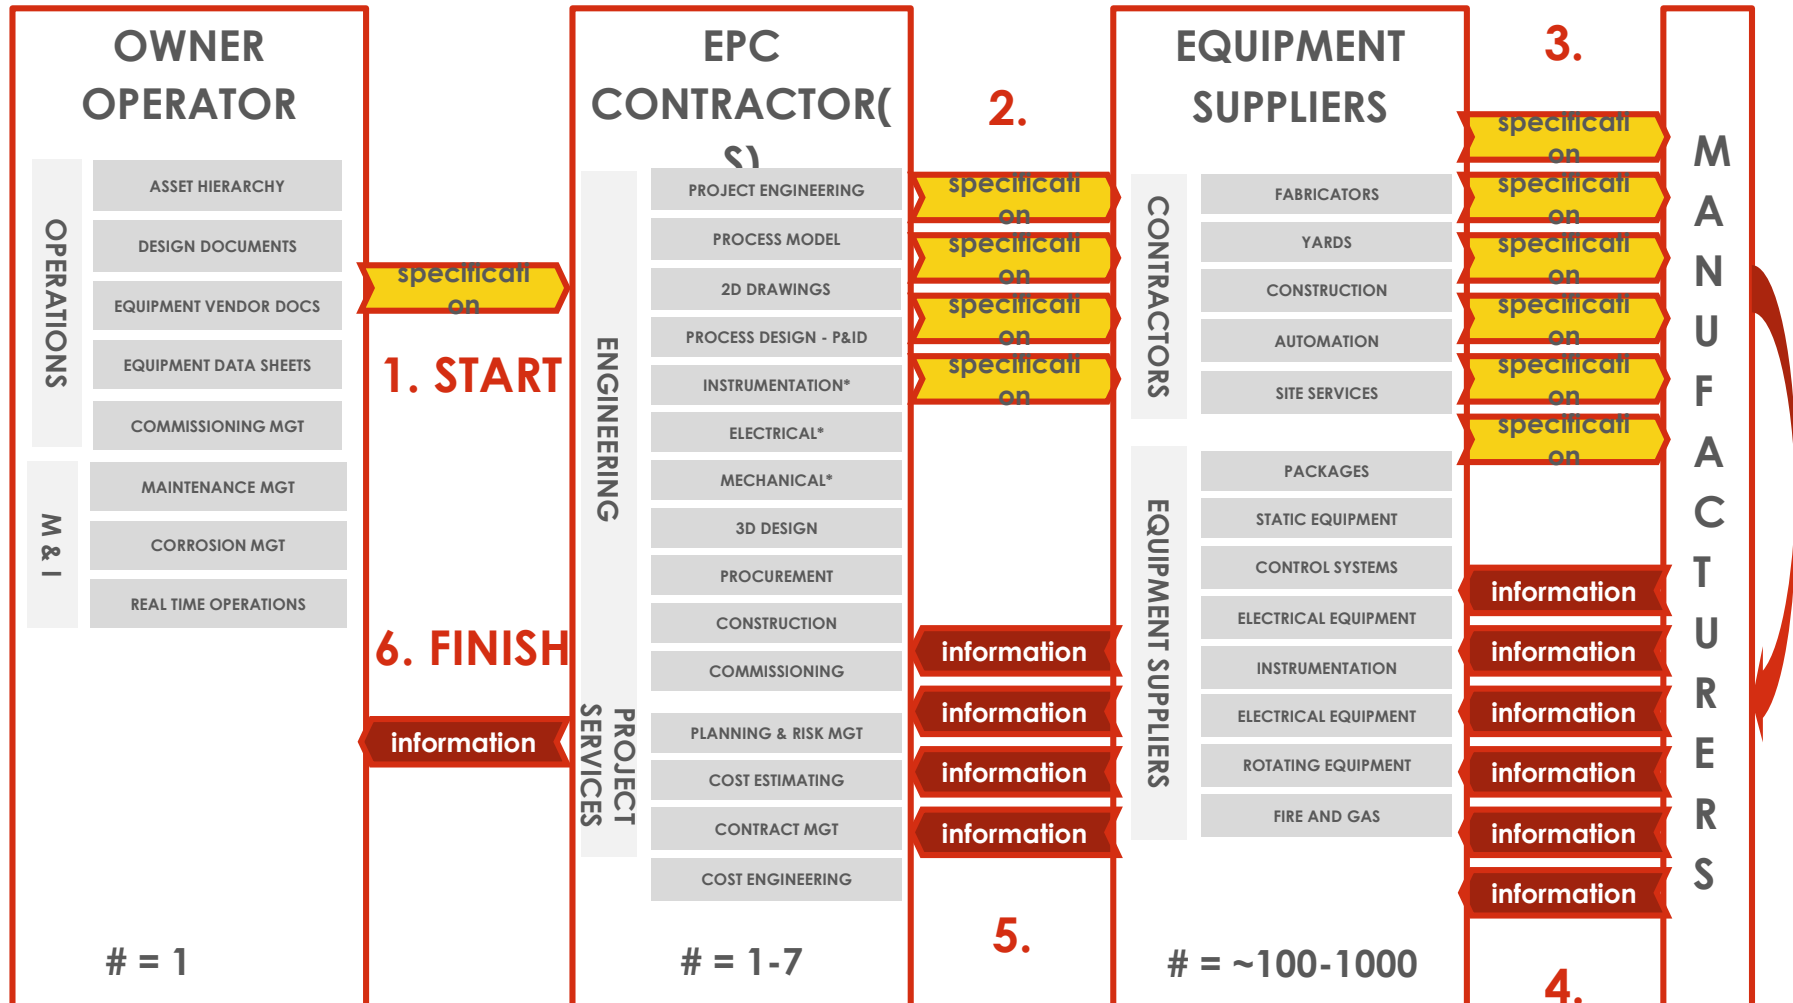 OWNER
OPERATOR
OPERATIONS
ASSET HIERARCHY
DESIGN DOCUMENTS
EQUIPMENT VENDOR DOCS
EQUIPMENT DATA SHEETS
COMMISSIONING MGT
M & I
MAINTENANCE MGT
CORROSION MGT
REAL TIME OPERATIONS
# = 1
specificati
on
1. START
6. FINISH
information
EPC
CONTRACTOR(
S)
ENGINEERING
PROJECT ENGINEERING
PROCESS MODEL
2D DRAWINGS
PROCESS DESIGN - P&ID
INSTRUMENTATION*
ELECTRICAL*
MECHANICAL*
3D DESIGN
PROCUREMENT
CONSTRUCTION
COMMISSIONING
PROJECT
SERVICES
PLANNING & RISK MGT
COST ESTIMATING
CONTRACT MGT
COST ENGINEERING
# = 1-7
2.
specificati
on
specificati
on
specificati
on
specificati
on
information
information
information
information
5.
EQUIPMENT
SUPPLIERS
CONTRACTORS
FABRICATORS
YARDS
CONSTRUCTION
AUTOMATION
SITE SERVICES
EQUIPMENT SUPPLIERS
PACKAGES
STATIC EQUIPMENT
CONTROL SYSTEMS
ELECTRICAL EQUIPMENT
INSTRUMENTATION
ELECTRICAL EQUIPMENT
ROTATING EQUIPMENT
FIRE AND GAS
# = ~100-1000
3.
specificati
on
specificati
on
specificati
on
specificati
on
specificati
on
specificati
on
information
information
information
information
information
information
4.
M
A
N
U
F
A
C
T
U
R
E
R
S